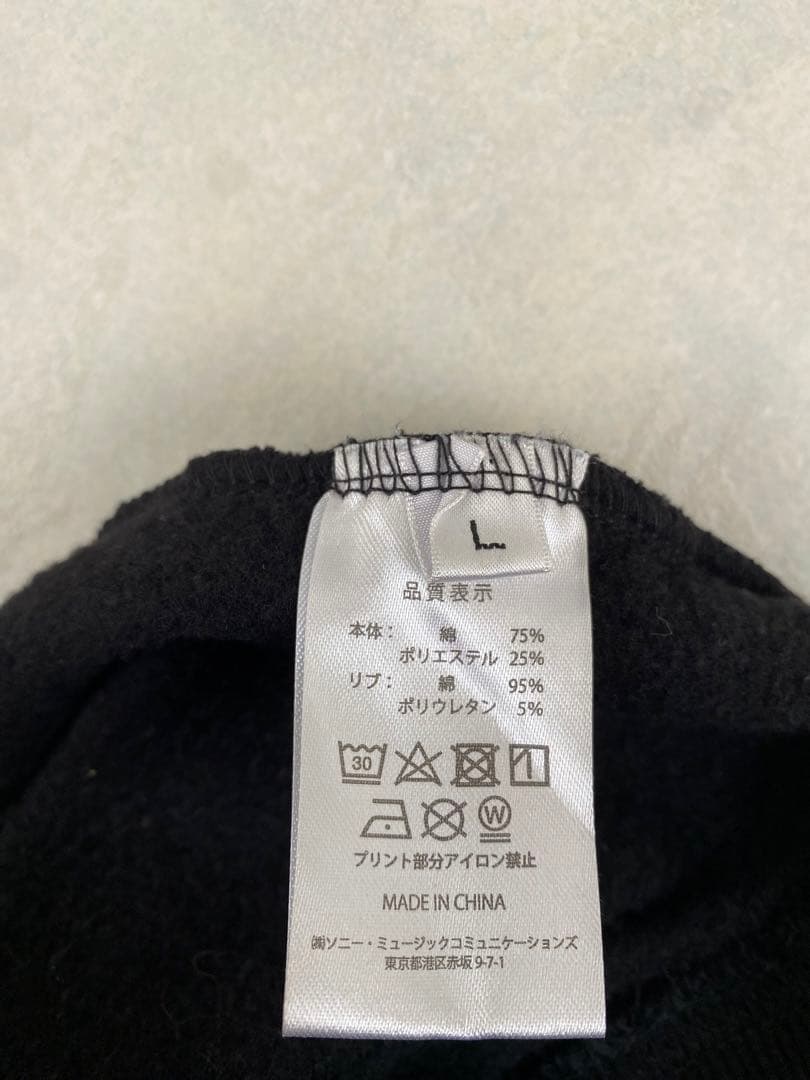 L
品質表示
本体： 綿 75%
ポリエステル 25%
リブ： 綿 95%
ポリウレタン 5%
30
W
プリント部分アイロン禁止
MADE IN CHINA
㈱ソニー・ミュージックコミュニケーションズ
東京都港区赤坂 9-7-1